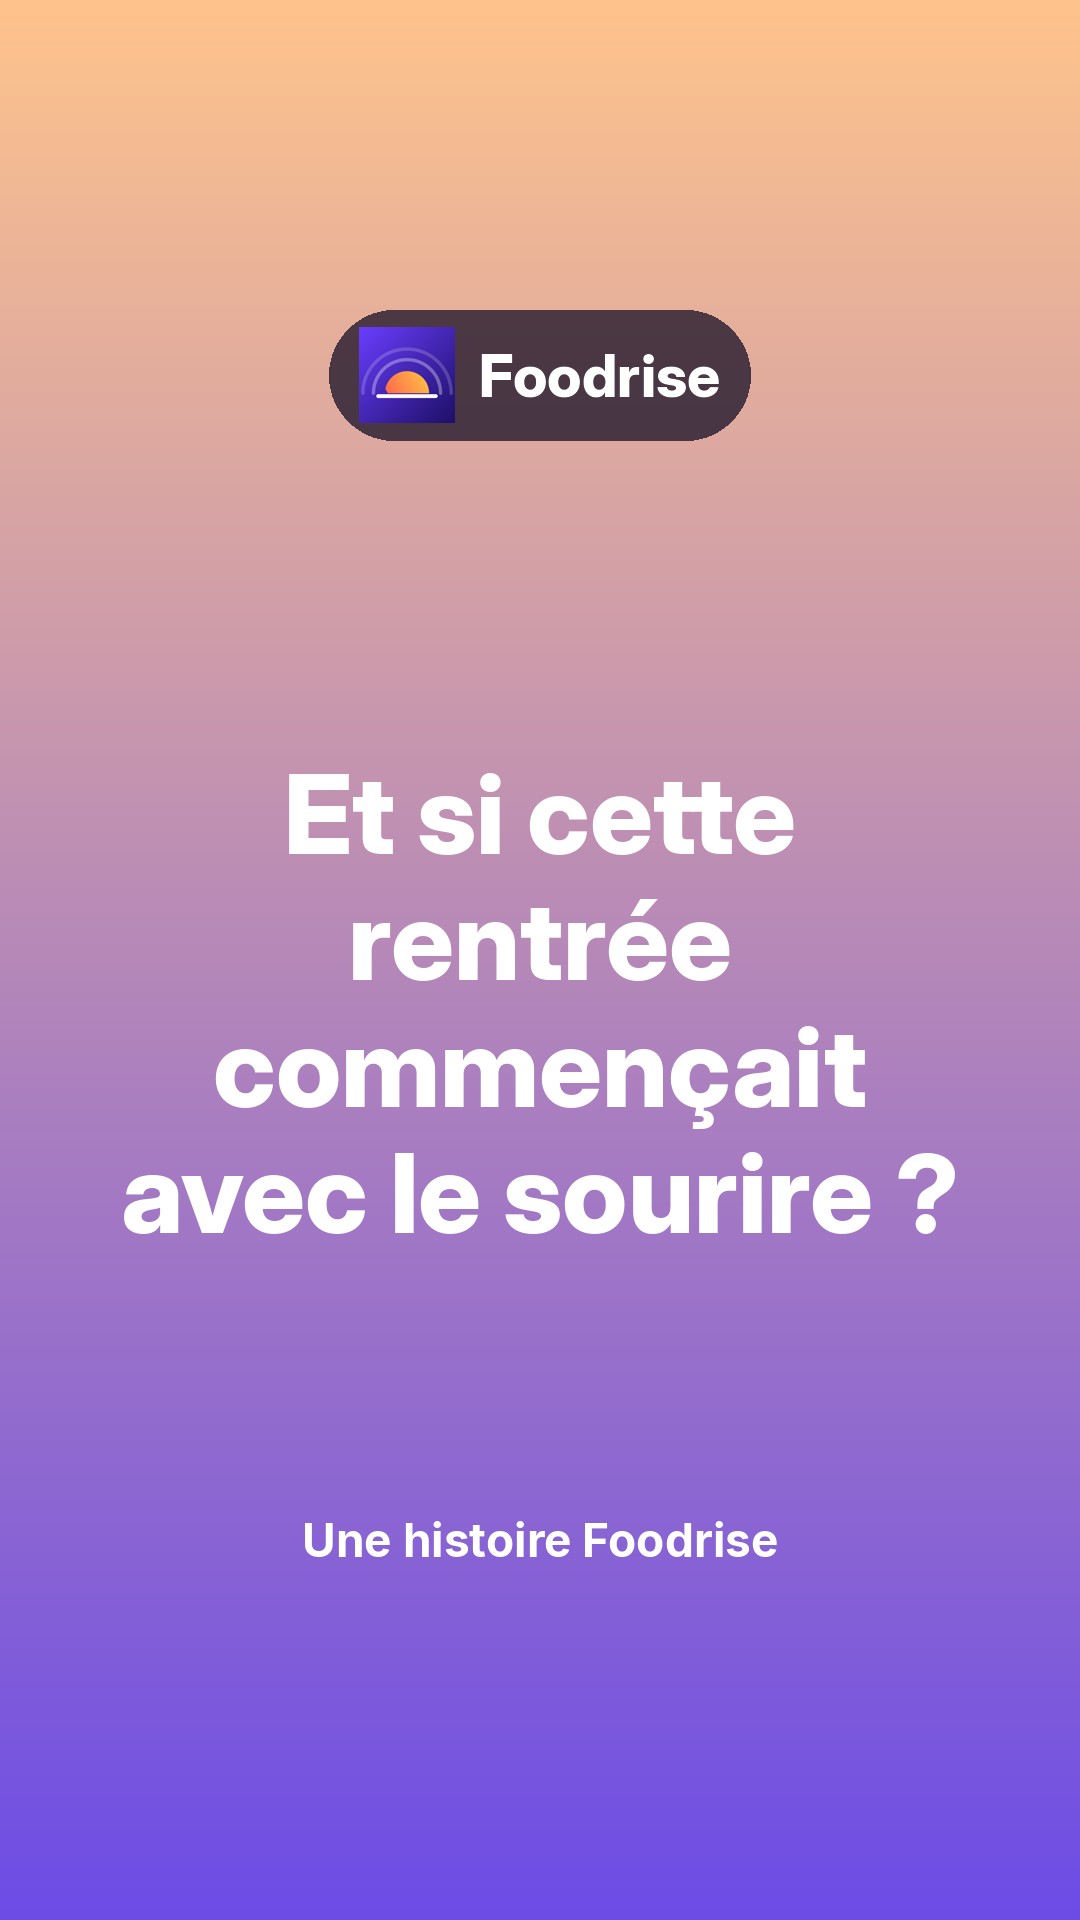 Foodrise
Et si cette
rentrée
commençait
avec le sourire ?
Une histoire Foodrise